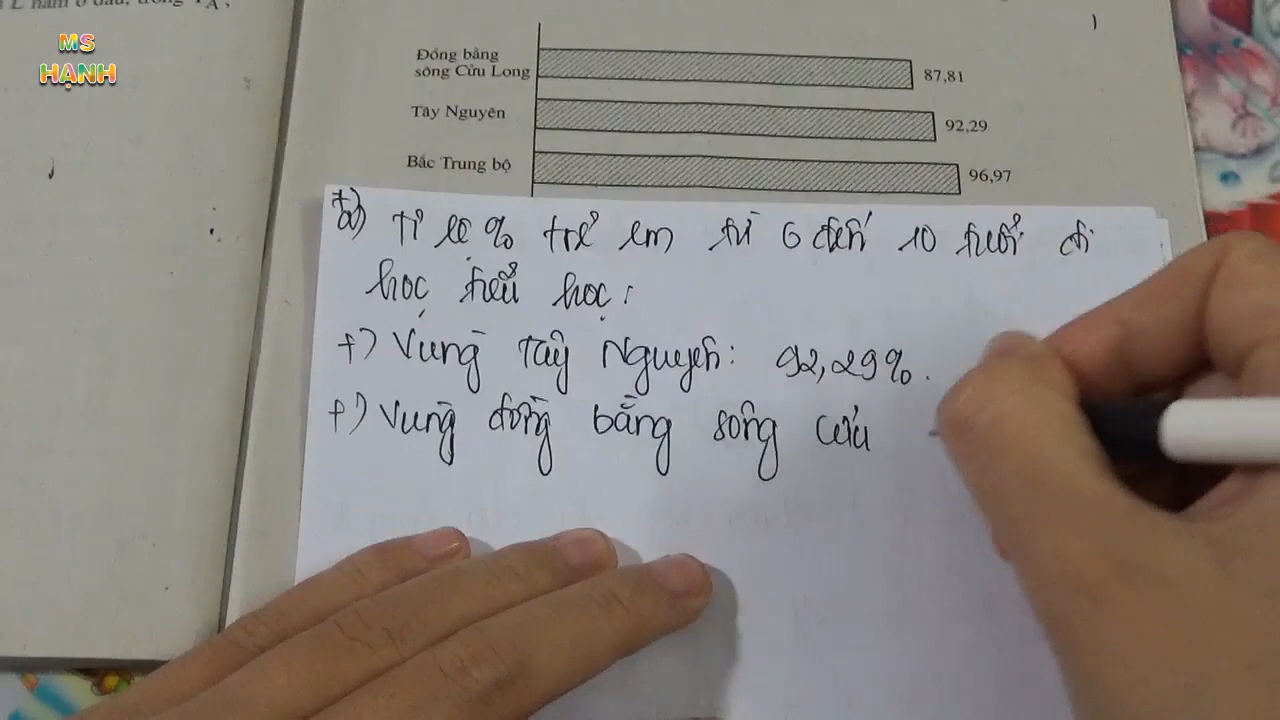 MS
HẠNH
Đồng bằng
sông Cửu Long
87,81
Tây Nguyên
92,29
Bắc Trung bộ
96,97
b) Tỉ lệ % trẻ em từ 6 đến 10 tuổi đi
học tiểu học:
+) Vùng Tây Nguyên: 92,29%.
+) Vùng đồng bằng sông Cửu